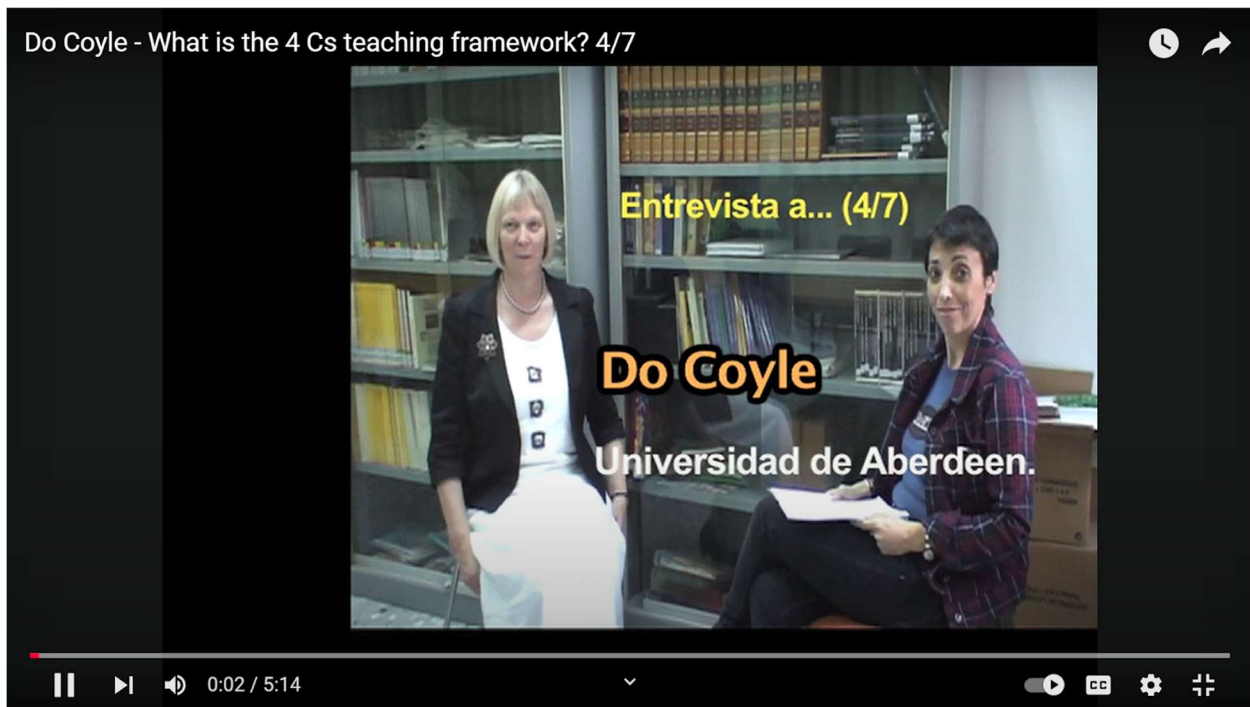 Do Coyle - What is the 4 Cs teaching framework? 4/7
Entrevista a... (4/7)
Do Coyle
Universidad de Aberdeen.
0:02 / 5:14
CC